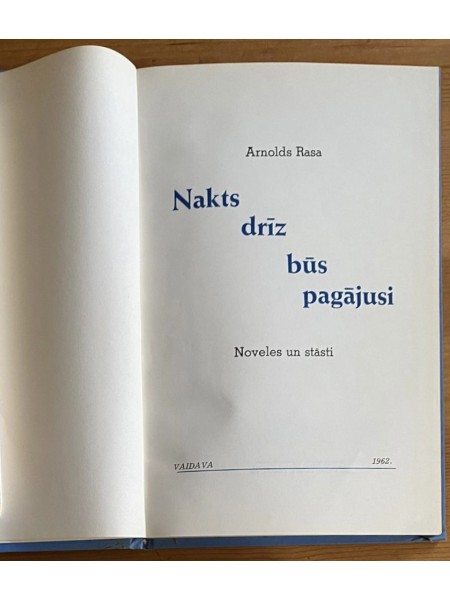 Arnolds Rasa
Nakts
drīz
būs
pagājusi
Noveles un stāsti
VAIDAVA 1962.